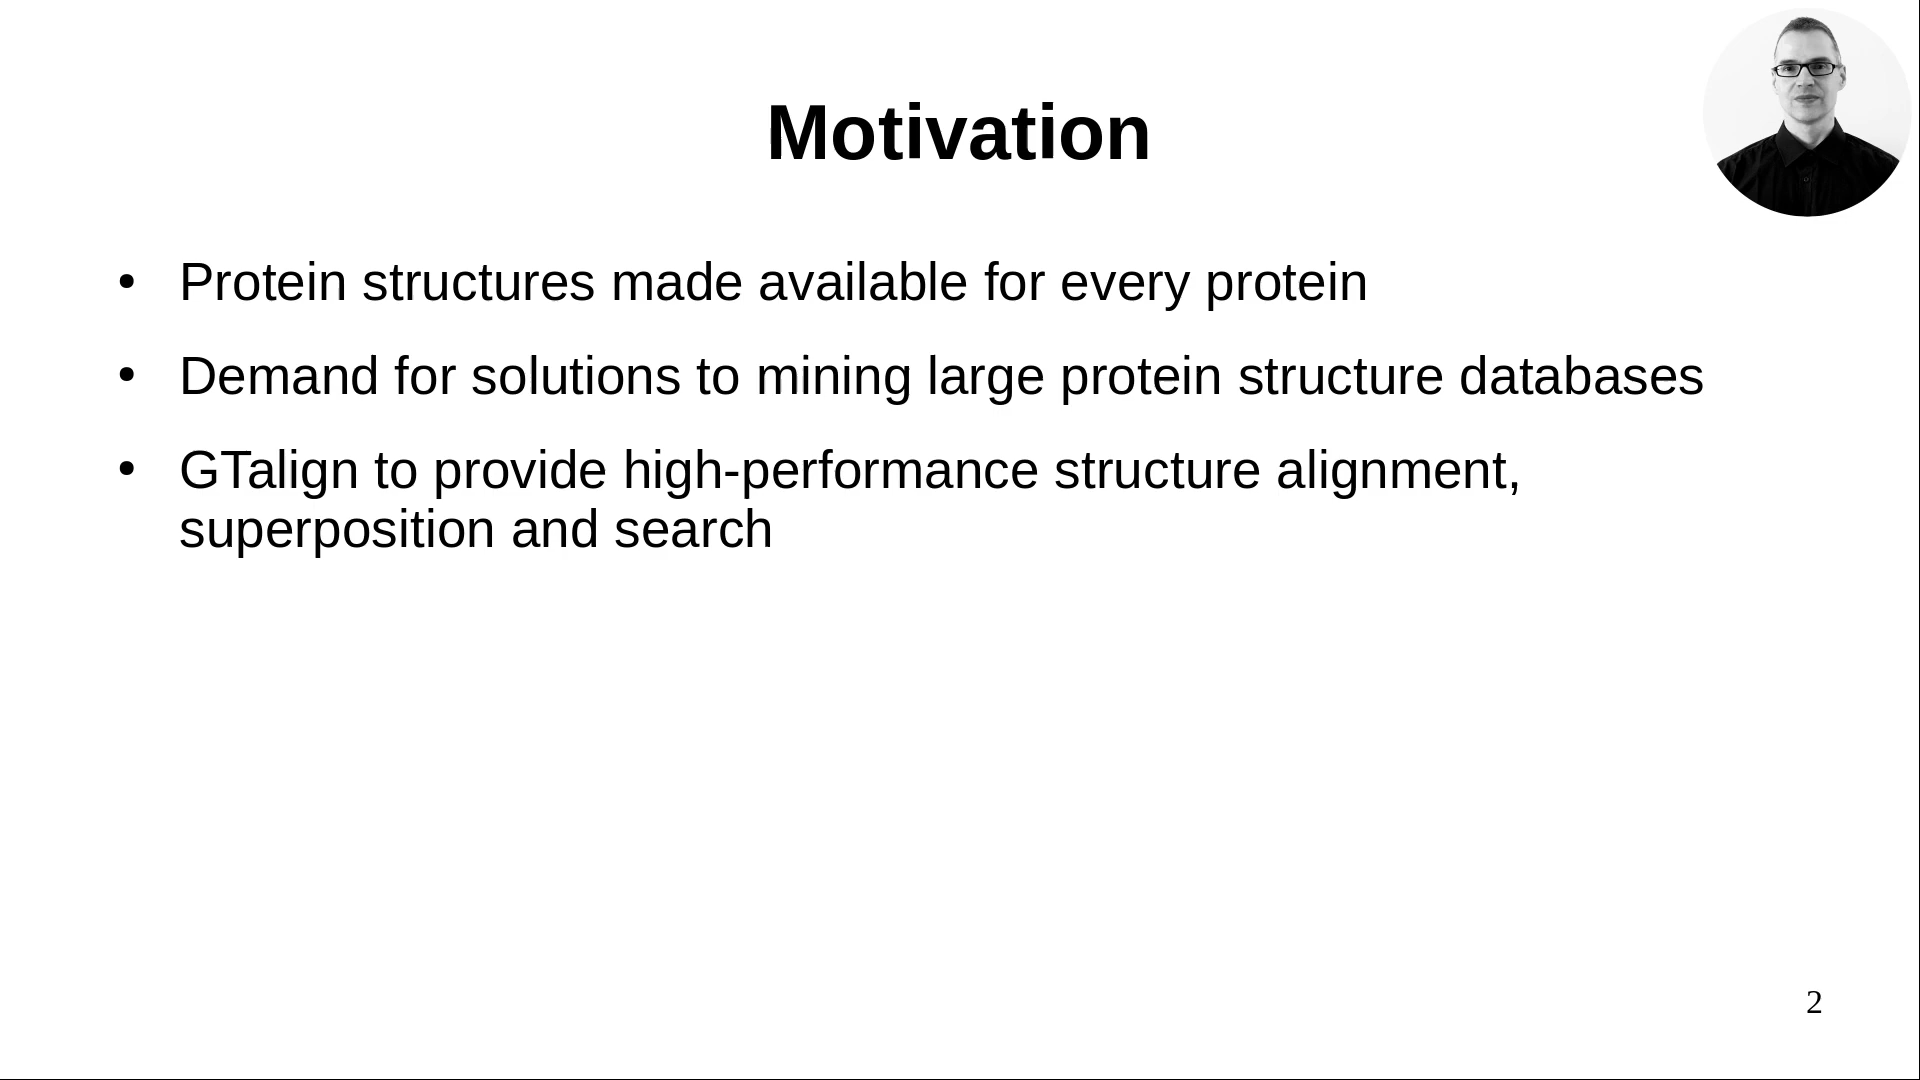 Motivation
• Protein structures made available for every protein
• Demand for solutions to mining large protein structure databases
• GTalign to provide high-performance structure alignment,
superposition and search
2